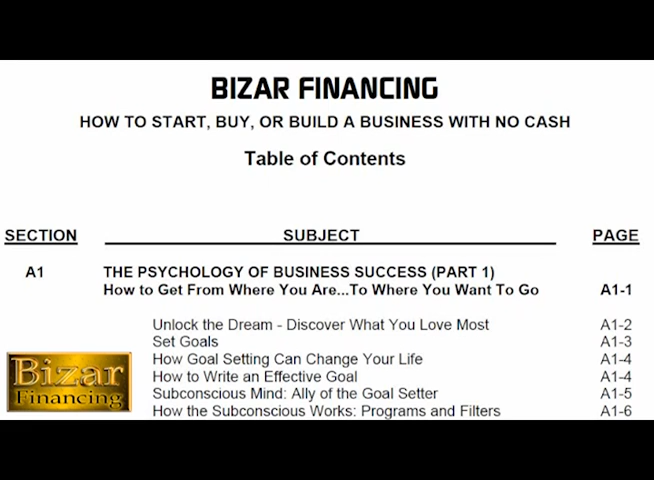 BIZAR FINANCING
HOW TO START, BUY, OR BUILD A BUSINESS WITH NO CASH
Table of Contents
SECTION SUBJECT PAGE
A1 THE PSYCHOLOGY OF BUSINESS SUCCESS (PART 1)
How to Get From Where You Are...To Where You Want To Go A1-1
Unlock the Dream - Discover What You Love Most A1-2
Set Goals A1-3
How Goal Setting Can Change Your Life A1-4
How to Write an Effective Goal A1-4
Subconscious Mind: Ally of the Goal Setter A1-5
How the Subconscious Works: Programs and Filters A1-6
Bizar
Financing